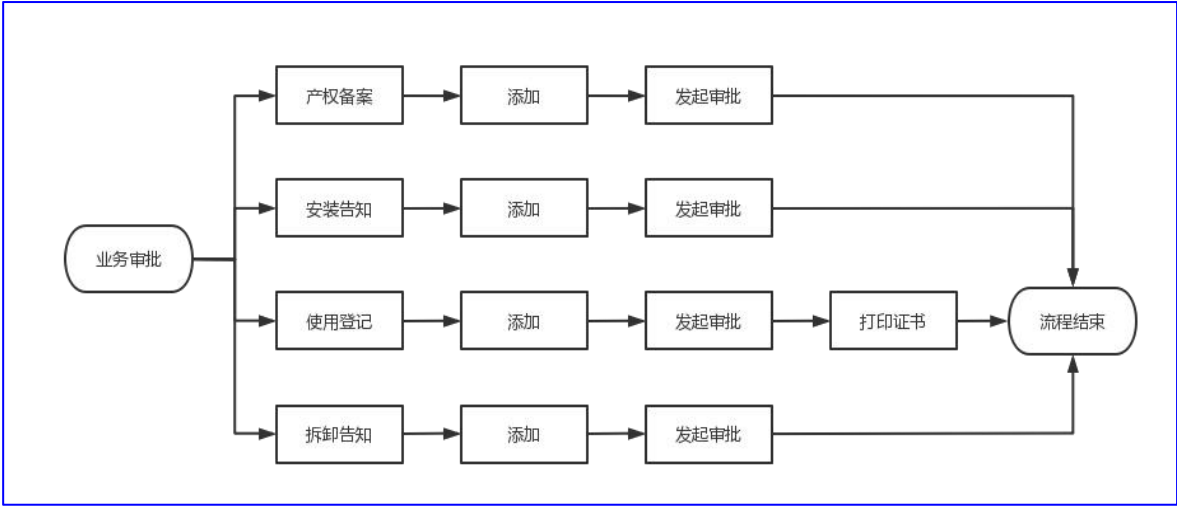 产权备案
添加
发起审批
安装告知
添加
发起审批
业务审批
使用登记
添加
发起审批
打印证书
流程结束
拆卸告知
添加
发起审批